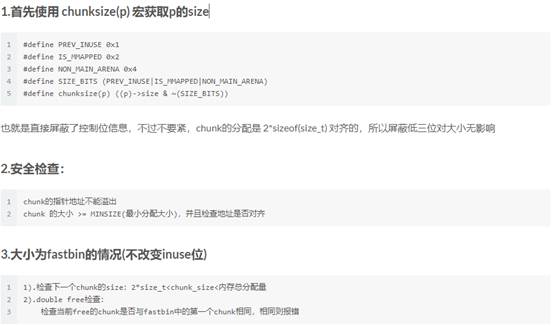 1.首先使用 chunksize(p) 宏获取p的size
1 #define PREV_INUSE 0x1
2 #define IS_MMAPPED 0x2
3 #define NON_MAIN_ARENA 0x4
4 #define SIZE_BITS (PREV_INUSE|IS_MMAPPED|NON_MAIN_ARENA)
5 #define chunksize(p) ((p)->size & ~(SIZE_BITS))
也就是直接屏蔽了控制位信息，不过不要紧，chunk的分配是 2*sizeof(size_t) 对齐的，所以屏蔽低三位对大小无影响
2.安全检查：
1 chunk的指针地址不能溢出
2 chunk 的大小 >= MINSIZE(最小分配大小)，并且检查地址是否对齐
3.大小为fastbin的情况(不改变inuse位)
1 1).检查下一个chunk的size：2*size_t<chunk_size<内存总分配量
2 2).double free检查：
3 检查当前free的chunk是否与fastbin中的第一个chunk相同，相同则报错